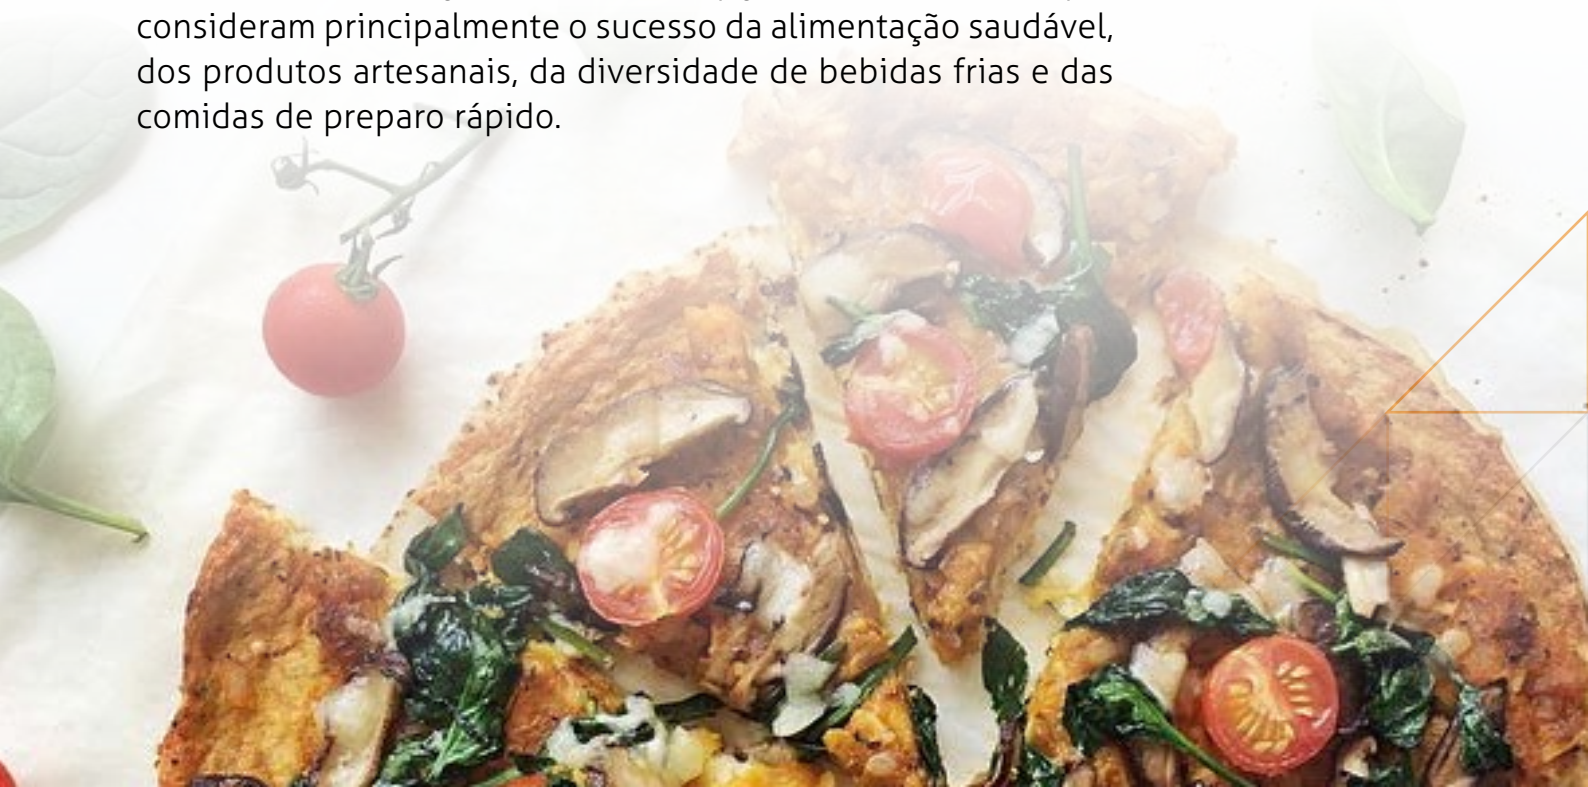 consideram principalmente o sucesso da alimentação saudável,
dos produtos artesanais, da diversidade de bebidas frias e das
comidas de preparo rápido.